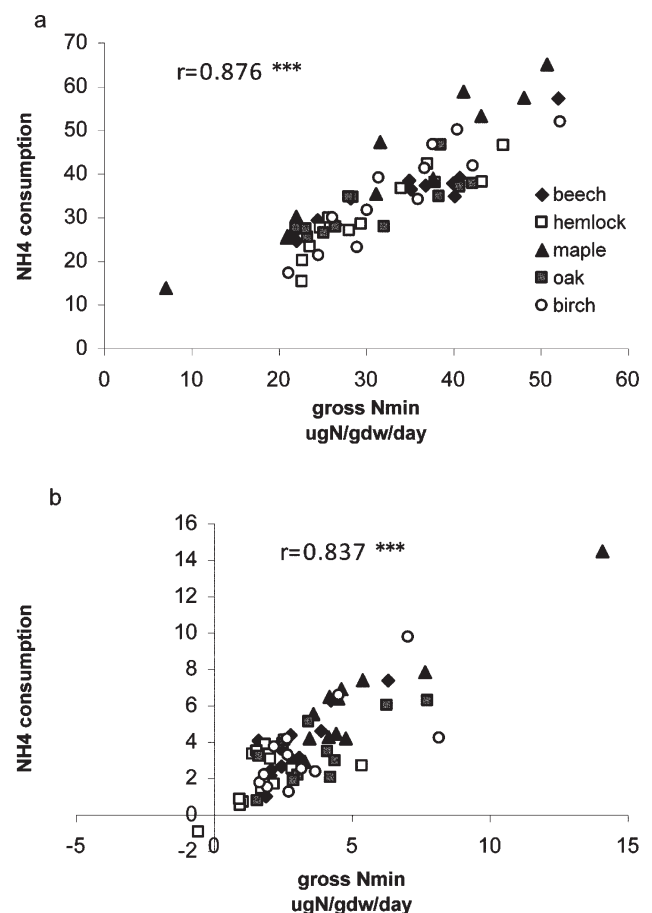 a
70
60
50
40
30
20
10
0
NH4 consumption
r=0.876 ***
beech
hemlock
maple
oak
birch
0 10 20 30 40 50 60
gross Nmin
ugN/gdw/day
b
16
14
12
10
8
6
4
2
0
-2
NH4 consumption
r=0.837 ***
-5 0 5 10 15
gross Nmin
ugN/gdw/day